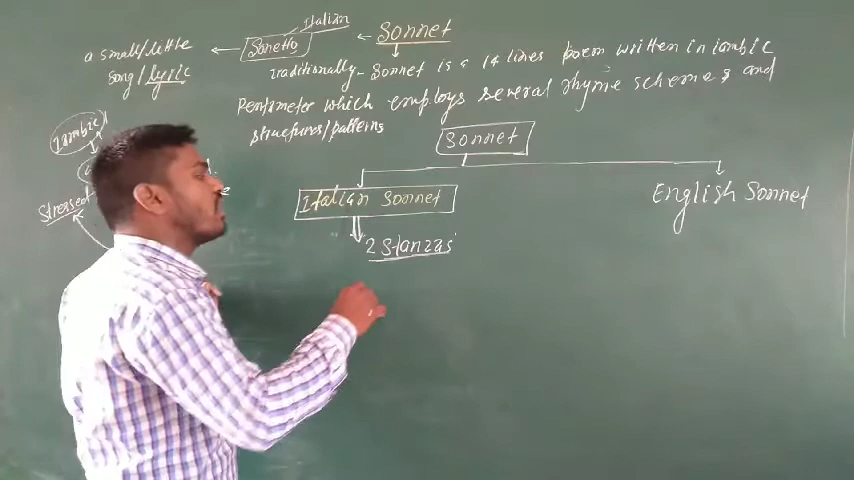 Italian
Sonnet
Sonetto
a small/little
song/lyric
traditionally - Sonnet is a 14 lines poem written in iambic
Pentameter which employs several rhyme schemes and
structures/patterns
Iambic
Stressed
Sonnet
Italian Sonnet
English Sonnet
2 Stanzas